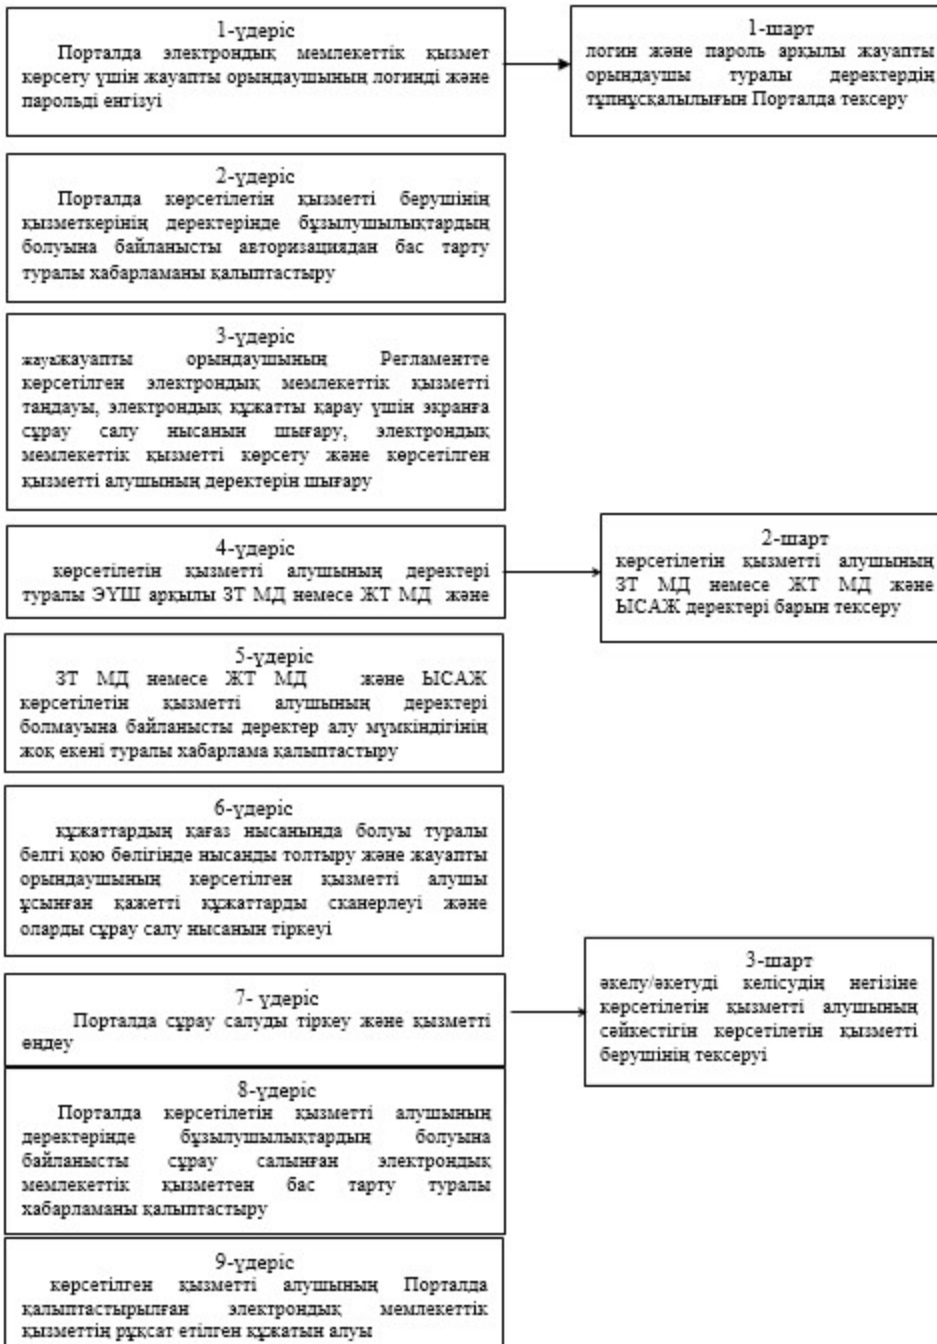 1-үдеріс
Порталда электрондық мемлекеттік қызмет
көрсету үшін жауапты орындаушының логинді және
парольді енгізуі
1-шарт
логин және пароль арқылы жауапты
орындаушы туралы деректердің
түпнұсқалылығын Порталда тексеру
2-үдеріс
Порталда көрсетілетін қызметті берушінің
қызметкерінің деректерінде бұзылушылықтардың
болуына байланысты авторизациядан бас тарту
туралы хабарламаны қалыптастыру
3-үдеріс
жауажауапты орындаушының Регламентте
көрсетілген электрондық мемлекеттік қызметті
таңдауы, электрондық құжатты қарау үшін экранға
сұрау салу нысанын шығару, электрондық
мемлекеттік қызметті көрсету және көрсетілген
қызметті алушының деректерін шығару
4-үдеріс
көрсетілетін қызметті алушының деректері
туралы ЭҮШ арқылы ЗТ МД немесе ЖТ МД және
2-шарт
көрсетілетін қызметті алушының
ЗТ МД немесе ЖТ МД және
ЫСАЖ деректері барын тексеру
5-үдеріс
ЗТ МД немесе ЖТ МД және ЫСАЖ
көрсетілетін қызметті алушының деректері
болмауына байланысты деректер алу мүмкіндігінің
жоқ екені туралы хабарлама қалыптастыру
6-үдеріс
құжаттардың қағаз нысанында болуы туралы
белгі қою бөлігінде нысанды толтыру және жауапты
орындаушының көрсетілген қызметті алушы
ұсынған қажетті құжаттарды сканерлеуі және
оларды сұрау салу нысанын тіркеуі
7- үдеріс
Порталда сұрау салуды тіркеу және қызметті
өңдеу
3-шарт
әкелу/әкетуді келісудің негізіне
көрсетілетін қызметті алушының
сәйкестігін көрсетілетін қызметті
берушінің тексеруі
8-үдеріс
Порталда көрсетілетін қызметті алушының
деректерінде бұзылушылықтардың болуына
байланысты сұрау салынған электрондық
мемлекеттік қызметтен бас тарту туралы
хабарламаны қалыптастыру
9-үдеріс
көрсетілген қызметті алушының Порталда
қалыптастырылған электрондық мемлекеттік
қызметтің рұқсат етілген құжатын алуы